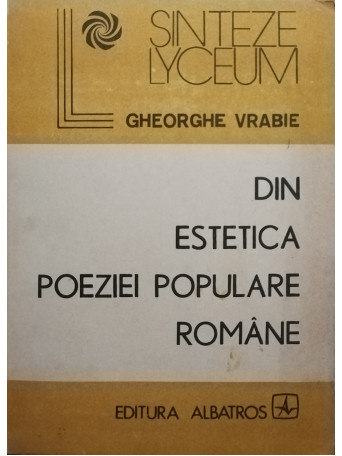 SINTEZE
LYCEUM
GHEORGHE VRABIE
DIN
ESTETICA
POEZIEI POPULARE
ROMÂNE
EDITURA ALBATROS